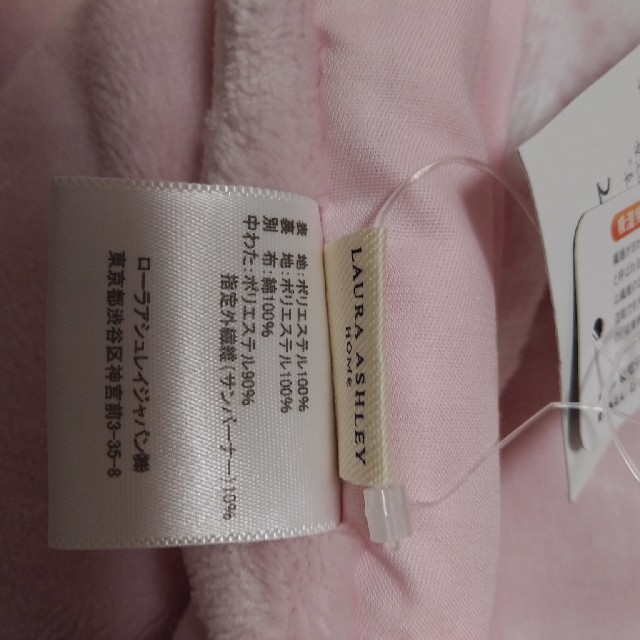 表　地：ポリエステル100%
裏　地：ポリエステル100%
別　布：綿100%
中わた：ポリエステル90%
指定外繊維（サンバーナー）10%
ローラアシュレイジャパン㈱
東京都渋谷区神宮前3-35-8
LAURA ASHLEY
HOME